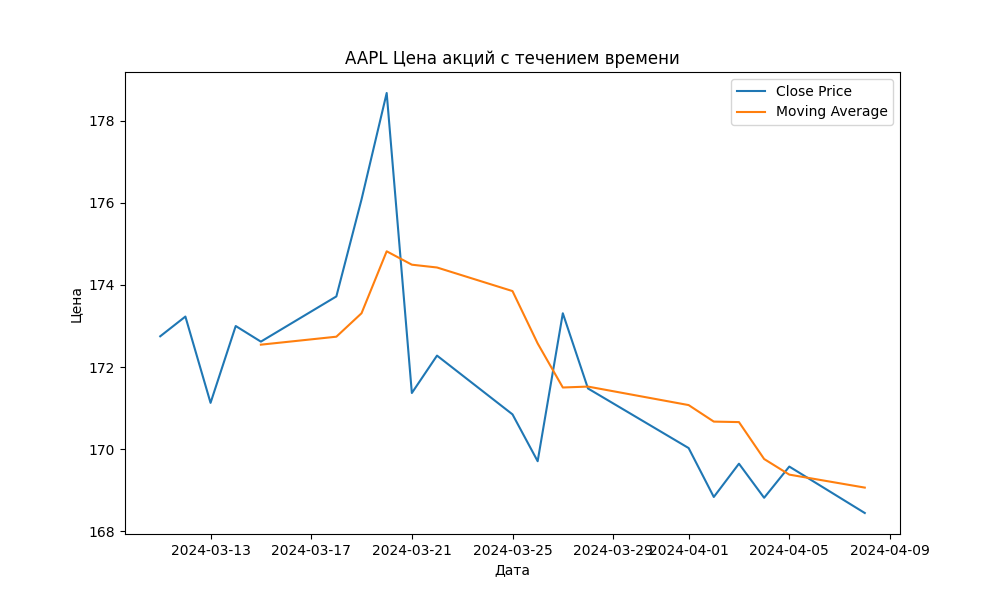 AAPL Цена акций с течением времени
Close Price
Moving Average
Цена
178
176
174
172
170
168
2024-03-13
2024-03-17
2024-03-21
2024-03-25
2024-03-29
2024-04-01
2024-04-05
2024-04-09
Дата